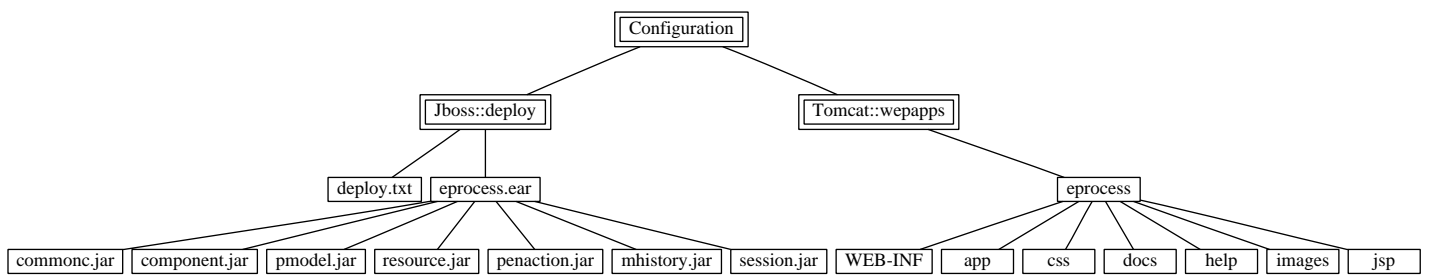 Configuration
Jboss::deploy
Tomcat::wepapps
deploy.txt
eprocess.ear
eprocess
commonc.jar
component.jar
pmodel.jar
resource.jar
penaction.jar
mhistory.jar
session.jar
WEB-INF
app
css
docs
help
images
jsp